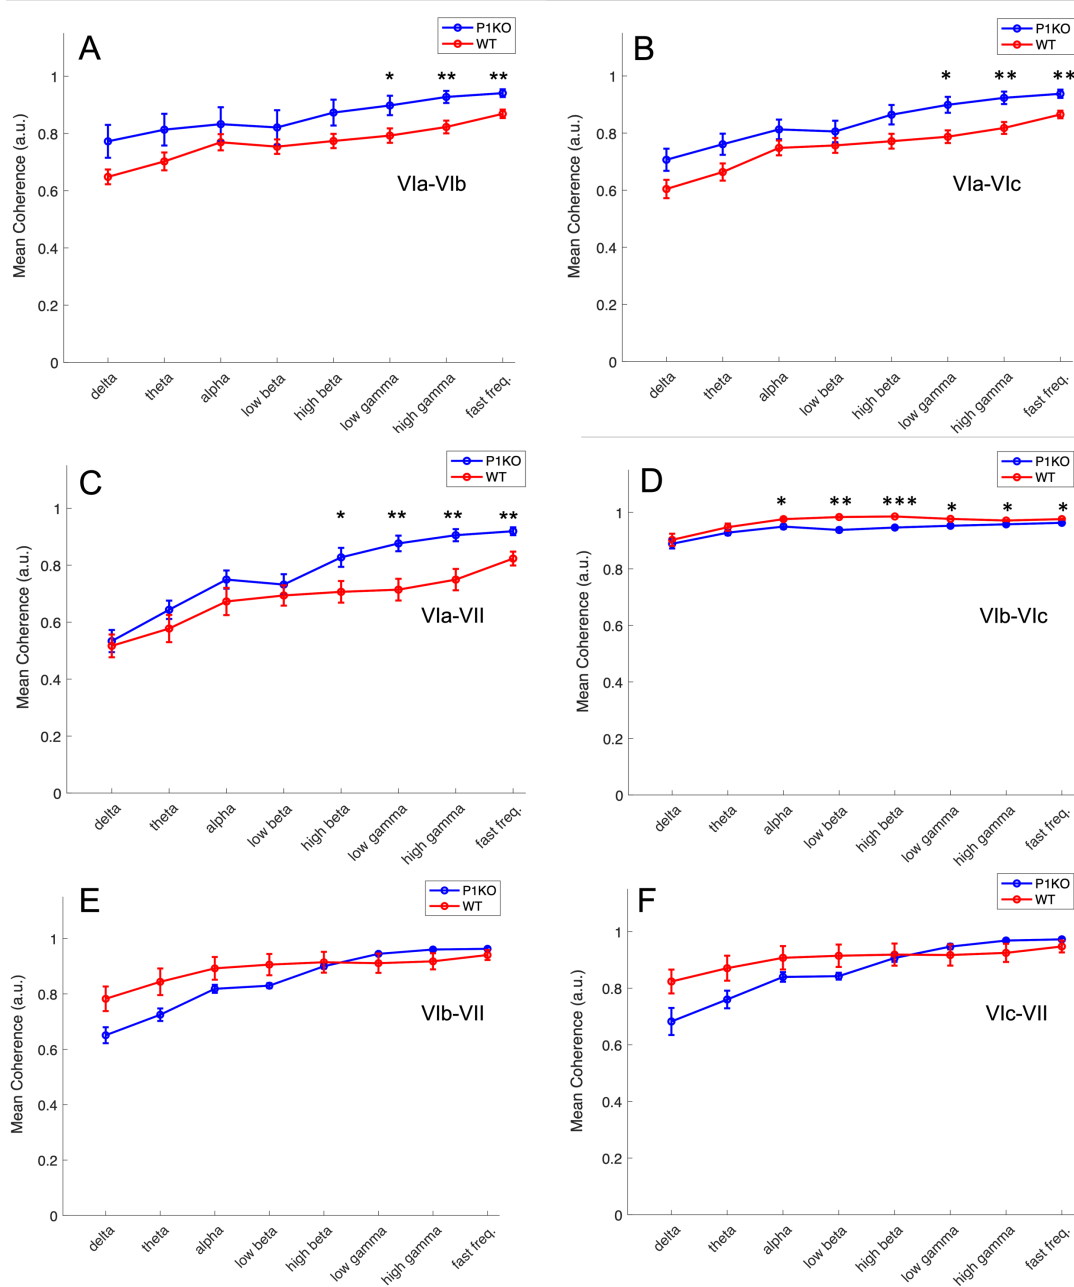 A
P1KO
WT
* ** **
1
0.8
0.6
0.4
0.2
0
Mean Coherence (a.u.)
VIa-VIb
delta
theta
alpha
low beta
high beta
low gamma
high gamma
fast freq.
B
P1KO
WT
* ** **
1
0.8
0.6
0.4
0.2
0
Mean Coherence (a.u.)
VIa-VIc
delta
theta
alpha
low beta
high beta
low gamma
high gamma
fast freq.
C
P1KO
WT
* ** ** **
1
0.8
0.6
0.4
0.2
0
Mean Coherence (a.u.)
VIa-VII
delta
theta
alpha
low beta
high beta
low gamma
high gamma
fast freq.
D
P1KO
WT
* ** *** * * *
1
0.8
0.6
0.4
0.2
0
Mean Coherence (a.u.)
VIb-VIc
delta
theta
alpha
low beta
high beta
low gamma
high gamma
fast freq.
E
P1KO
WT
1
0.8
0.6
0.4
0.2
0
Mean Coherence (a.u.)
VIb-VII
delta
theta
alpha
low beta
high beta
low gamma
high gamma
fast freq.
F
P1KO
WT
1
0.8
0.6
0.4
0.2
0
Mean Coherence (a.u.)
VIc-VII
delta
theta
alpha
low beta
high beta
low gamma
high gamma
fast freq.